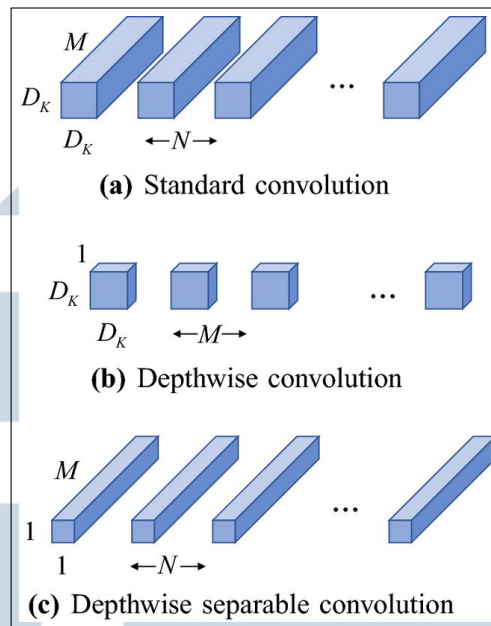 M
D_K
D_K
←N→
...
(a) Standard convolution
1
D_K
D_K
←M→
...
(b) Depthwise convolution
M
1
1
←N→
...
(c) Depthwise separable convolution